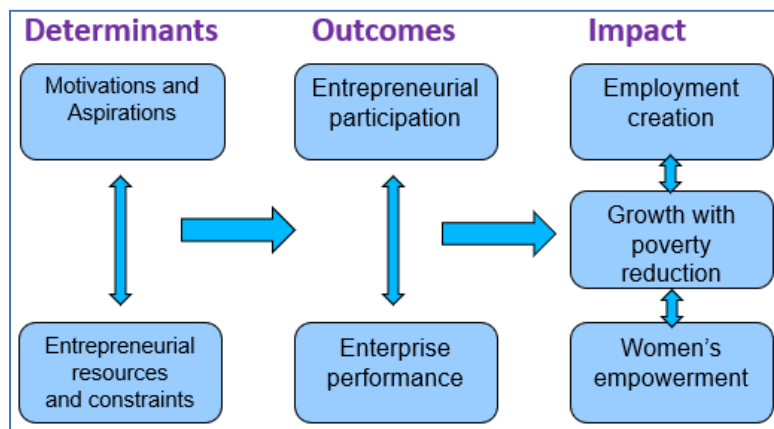 Determinants
Motivations and
Aspirations
Entrepreneurial
resources
and constraints
Outcomes
Entrepreneurial
participation
Enterprise
performance
Impact
Employment
creation
Growth with
poverty
reduction
Women’s
empowerment